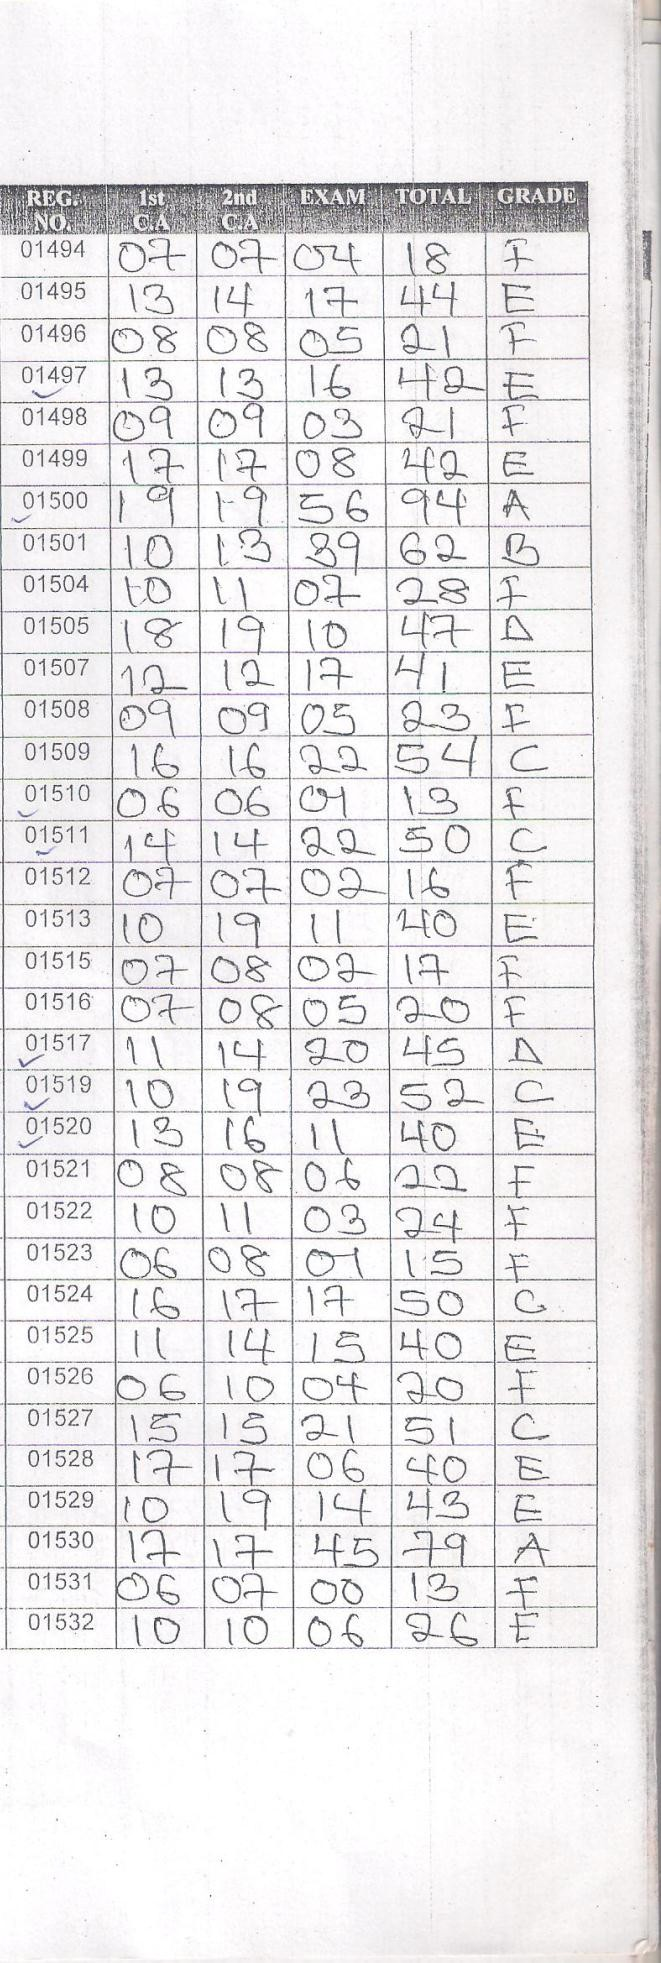 REG. NO. 1st C.A 2nd C.A EXAM TOTAL GRADE
01494 07 07 04 18 F
01495 13 14 17 44 E
01496 08 08 05 21 F
01497 13 13 16 42 E
01498 09 09 03 21 F
01499 17 17 08 42 E
01500 19 19 56 94 A
01501 10 13 39 62 B
01504 10 11 07 28 F
01505 18 19 10 47 D
01507 12 12 17 41 E
01508 09 09 05 23 F
01509 16 16 22 54 C
01510 06 06 01 13 F
01511 14 14 22 50 C
01512 07 07 02 16 F
01513 10 19 11 40 E
01515 07 08 02 17 F
01516 07 08 05 20 F
01517 11 14 20 45 D
01519 10 19 23 52 C
01520 13 16 11 40 E
01521 08 08 06 22 F
01522 10 11 03 24 F
01523 06 08 01 15 F
01524 16 17 17 50 C
01525 11 14 15 40 E
01526 06 10 04 20 F
01527 15 15 21 51 C
01528 17 17 06 40 E
01529 10 19 14 43 E
01530 17 17 45 79 A
01531 06 07 00 13 F
01532 10 10 06 26 F